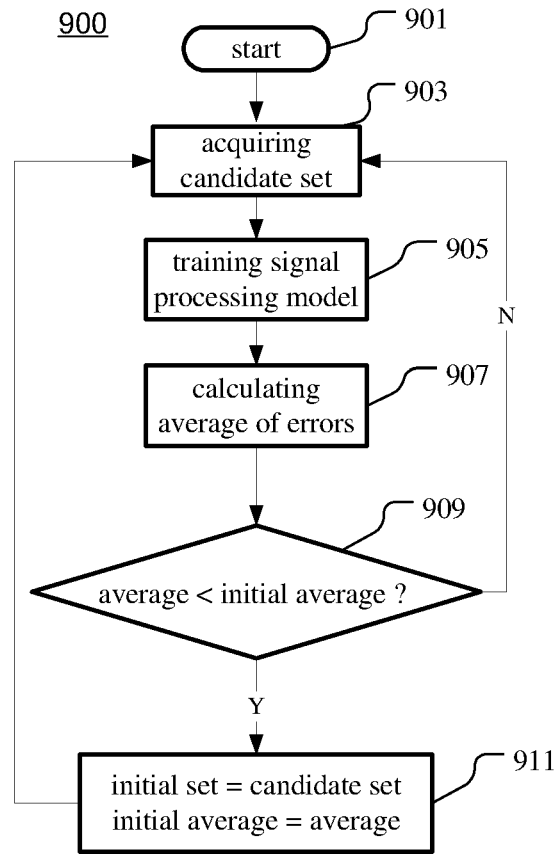 900
start
901
903
acquiring
candidate set
905
training signal
processing model
N
907
calculating
average of errors
909
average < initial average ?
Y
911
initial set = candidate set
initial average = average